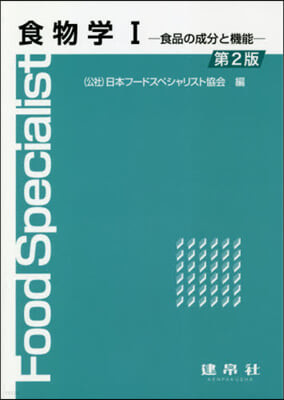 食物学 Ⅰ
―食品の成分と機能―
第2版
(公社)日本フードスペシャリスト協会　編
Food Specialist
建帛社
KENPAKUSHA